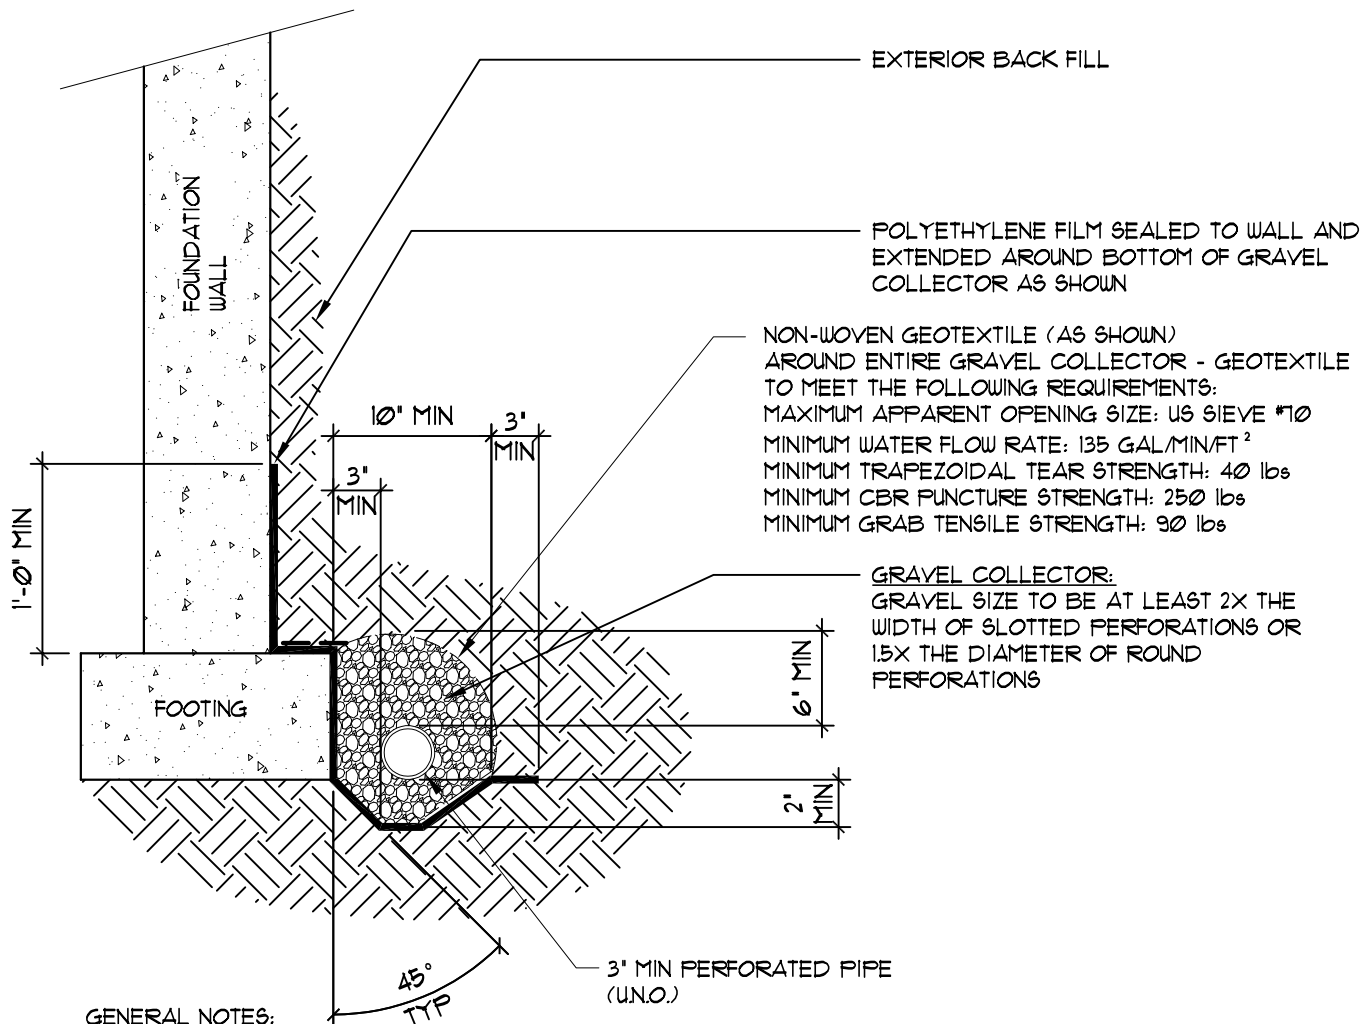 EXTERIOR BACK FILL
POLYETHYLENE FILM SEALED TO WALL AND
EXTENDED AROUND BOTTOM OF GRAVEL
COLLECTOR AS SHOWN
FOUNDATION
WALL
NON-WOVEN GEOTEXTILE (AS SHOWN)
AROUND ENTIRE GRAVEL COLLECTOR - GEOTEXTILE
TO MEET THE FOLLOWING REQUIREMENTS:
MAXIMUM APPARENT OPENING SIZE: US SIEVE #70
MINIMUM WATER FLOW RATE: 135 GAL/MIN/FT²
MINIMUM TRAPEZOIDAL TEAR STRENGTH: 40 lbs
MINIMUM CBR PUNCTURE STRENGTH: 250 lbs
MINIMUM GRAB TENSILE STRENGTH: 90 lbs
10" MIN
3"
MIN
3"
MIN
1'-0" MIN
GRAVEL COLLECTOR:
GRAVEL SIZE TO BE AT LEAST 2X THE
WIDTH OF SLOTTED PERFORATIONS OR
1.5X THE DIAMETER OF ROUND
PERFORATIONS
6" MIN
FOOTING
2"
MIN
3" MIN PERFORATED PIPE
(U.N.O.)
45°
TYP
GENERAL NOTES: